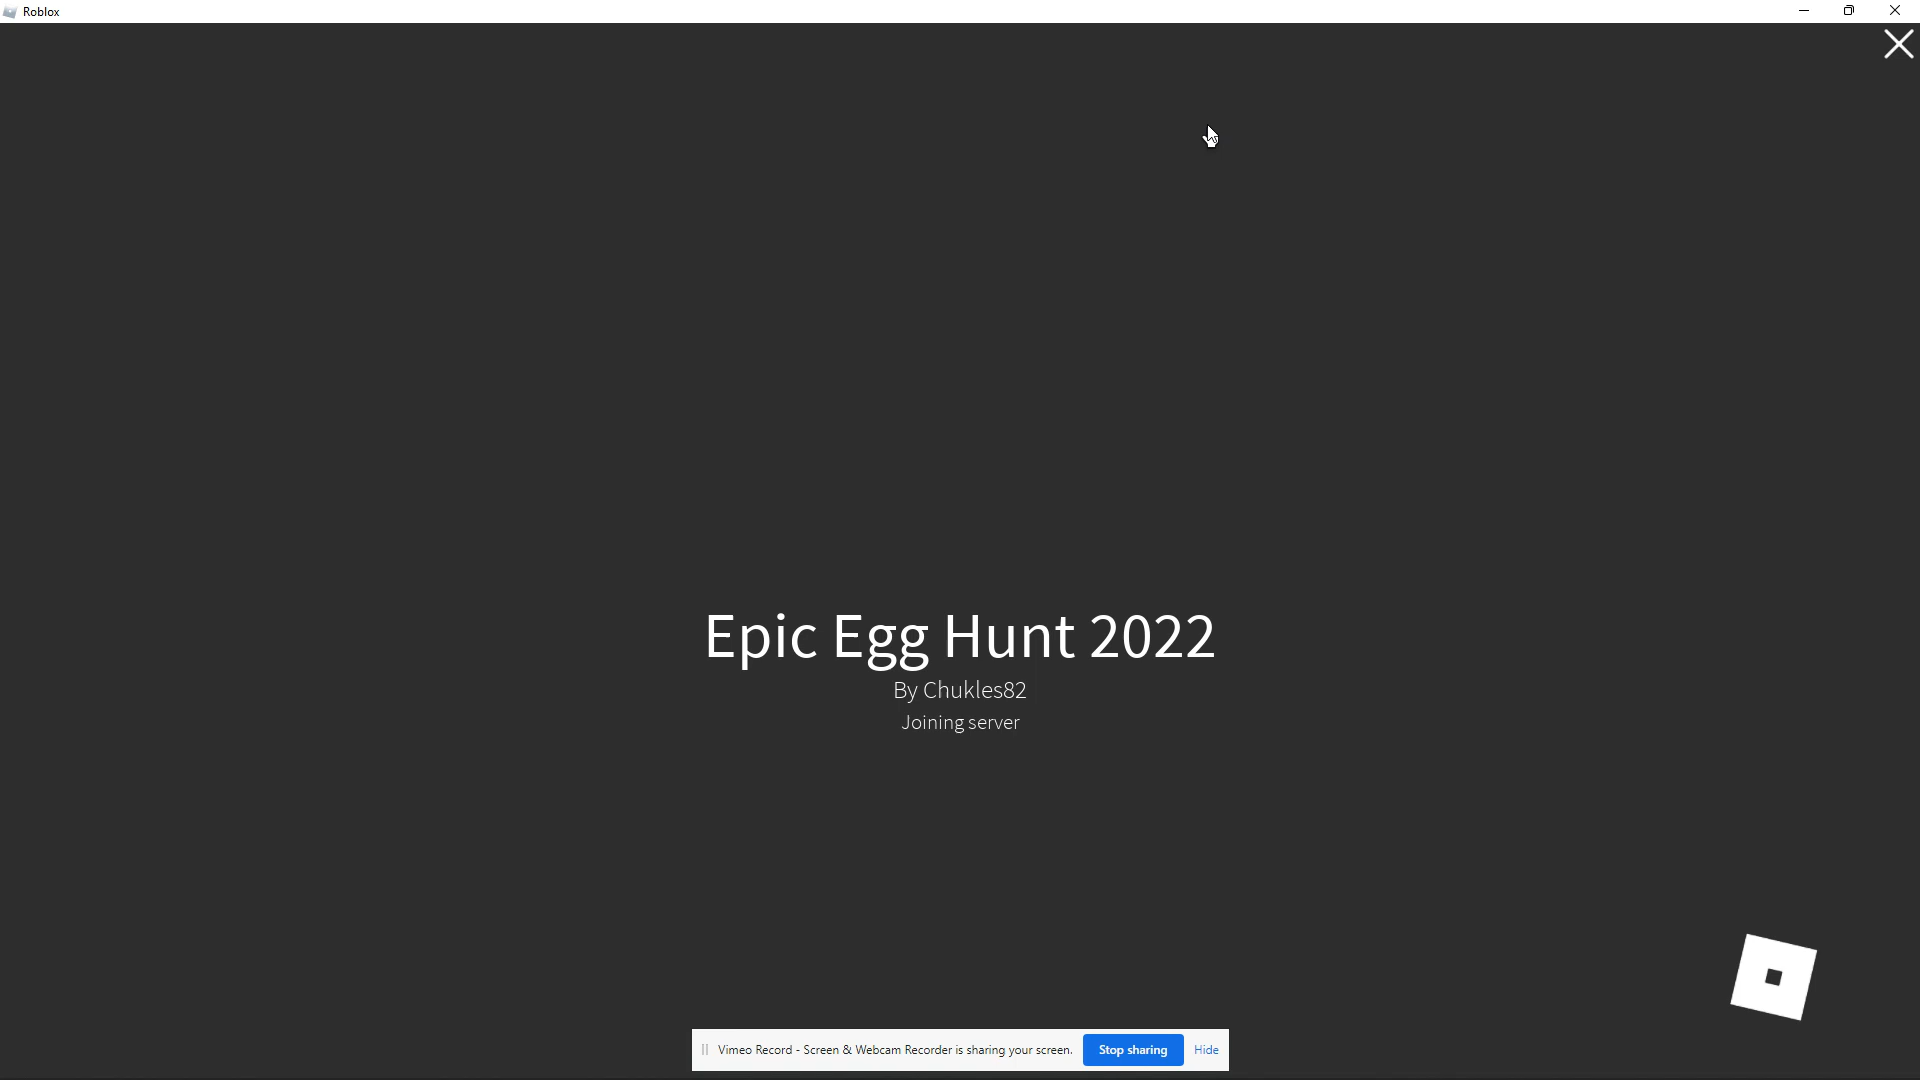 Roblox
Epic Egg Hunt 2022
By Chukles82
Joining server
Vimeo Record - Screen & Webcam Recorder is sharing your screen. Stop sharing Hide